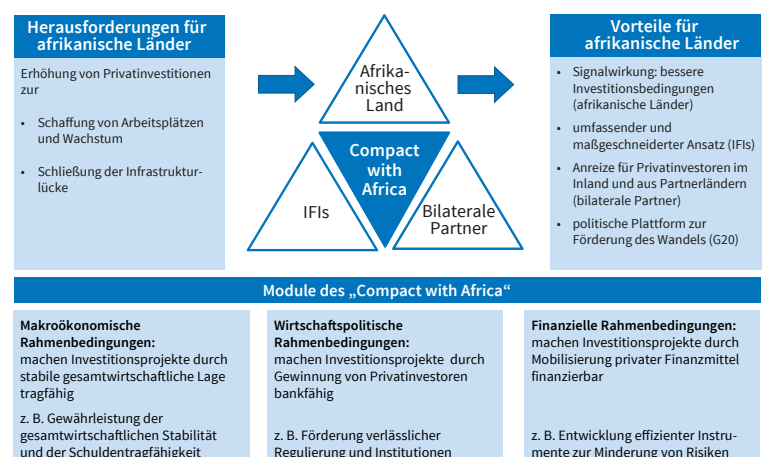 Herausforderungen für
afrikanische Länder
Erhöhung von Privatinvestitionen
zur
• Schaffung von Arbeitsplätzen
und Wachstum
• Schließung der Infrastruktur-
lücke
Afrika-
nisches
Land
Compact
with
Africa
IFIs
Bilaterale
Partner
Vorteile für
afrikanische Länder
• Signalwirkung: bessere
Investitionsbedingungen
(afrikanische Länder)
• umfassender und
maßgeschneiderter Ansatz (IFIs)
• Anreize für Privatinvestoren im
Inland und aus Partnerländern
(bilaterale Partner)
• politische Plattform zur
Förderung des Wandels (G20)
Module des „Compact with Africa“
Makroökonomische
Rahmenbedingungen:
machen Investitionsprojekte durch
stabile gesamtwirtschaftliche Lage
tragfähig
z. B. Gewährleistung der
gesamtwirtschaftlichen Stabilität
und der Schuldentragfähigkeit
Wirtschaftspolitische
Rahmenbedingungen:
machen Investitionsprojekte durch
Gewinnung von Privatinvestoren
bankfähig
z. B. Förderung verlässlicher
Regulierung und Institutionen
Finanzielle Rahmenbedingungen:
machen Investitionsprojekte durch
Mobilisierung privater Finanzmittel
finanzierbar
z. B. Entwicklung effizienter Instru-
mente zur Minderung von Risiken